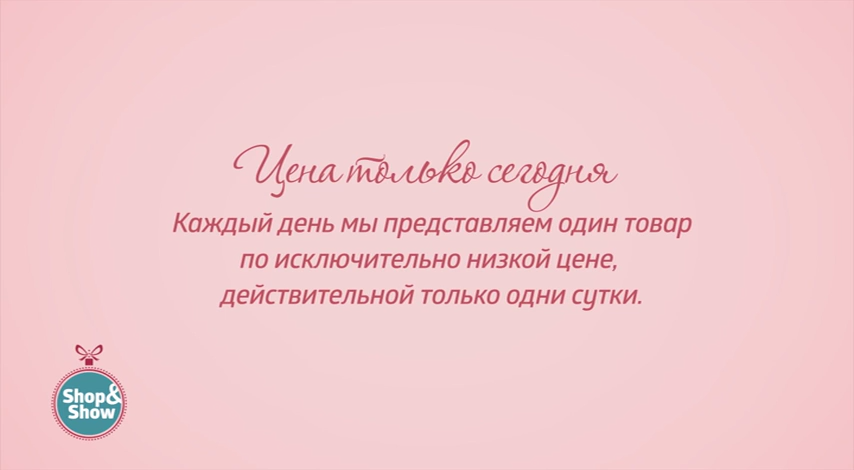 Цена только сегодня
Каждый день мы представляем один товар
по исключительно низкой цене,
действительной только одни сутки.
Shop&
Show